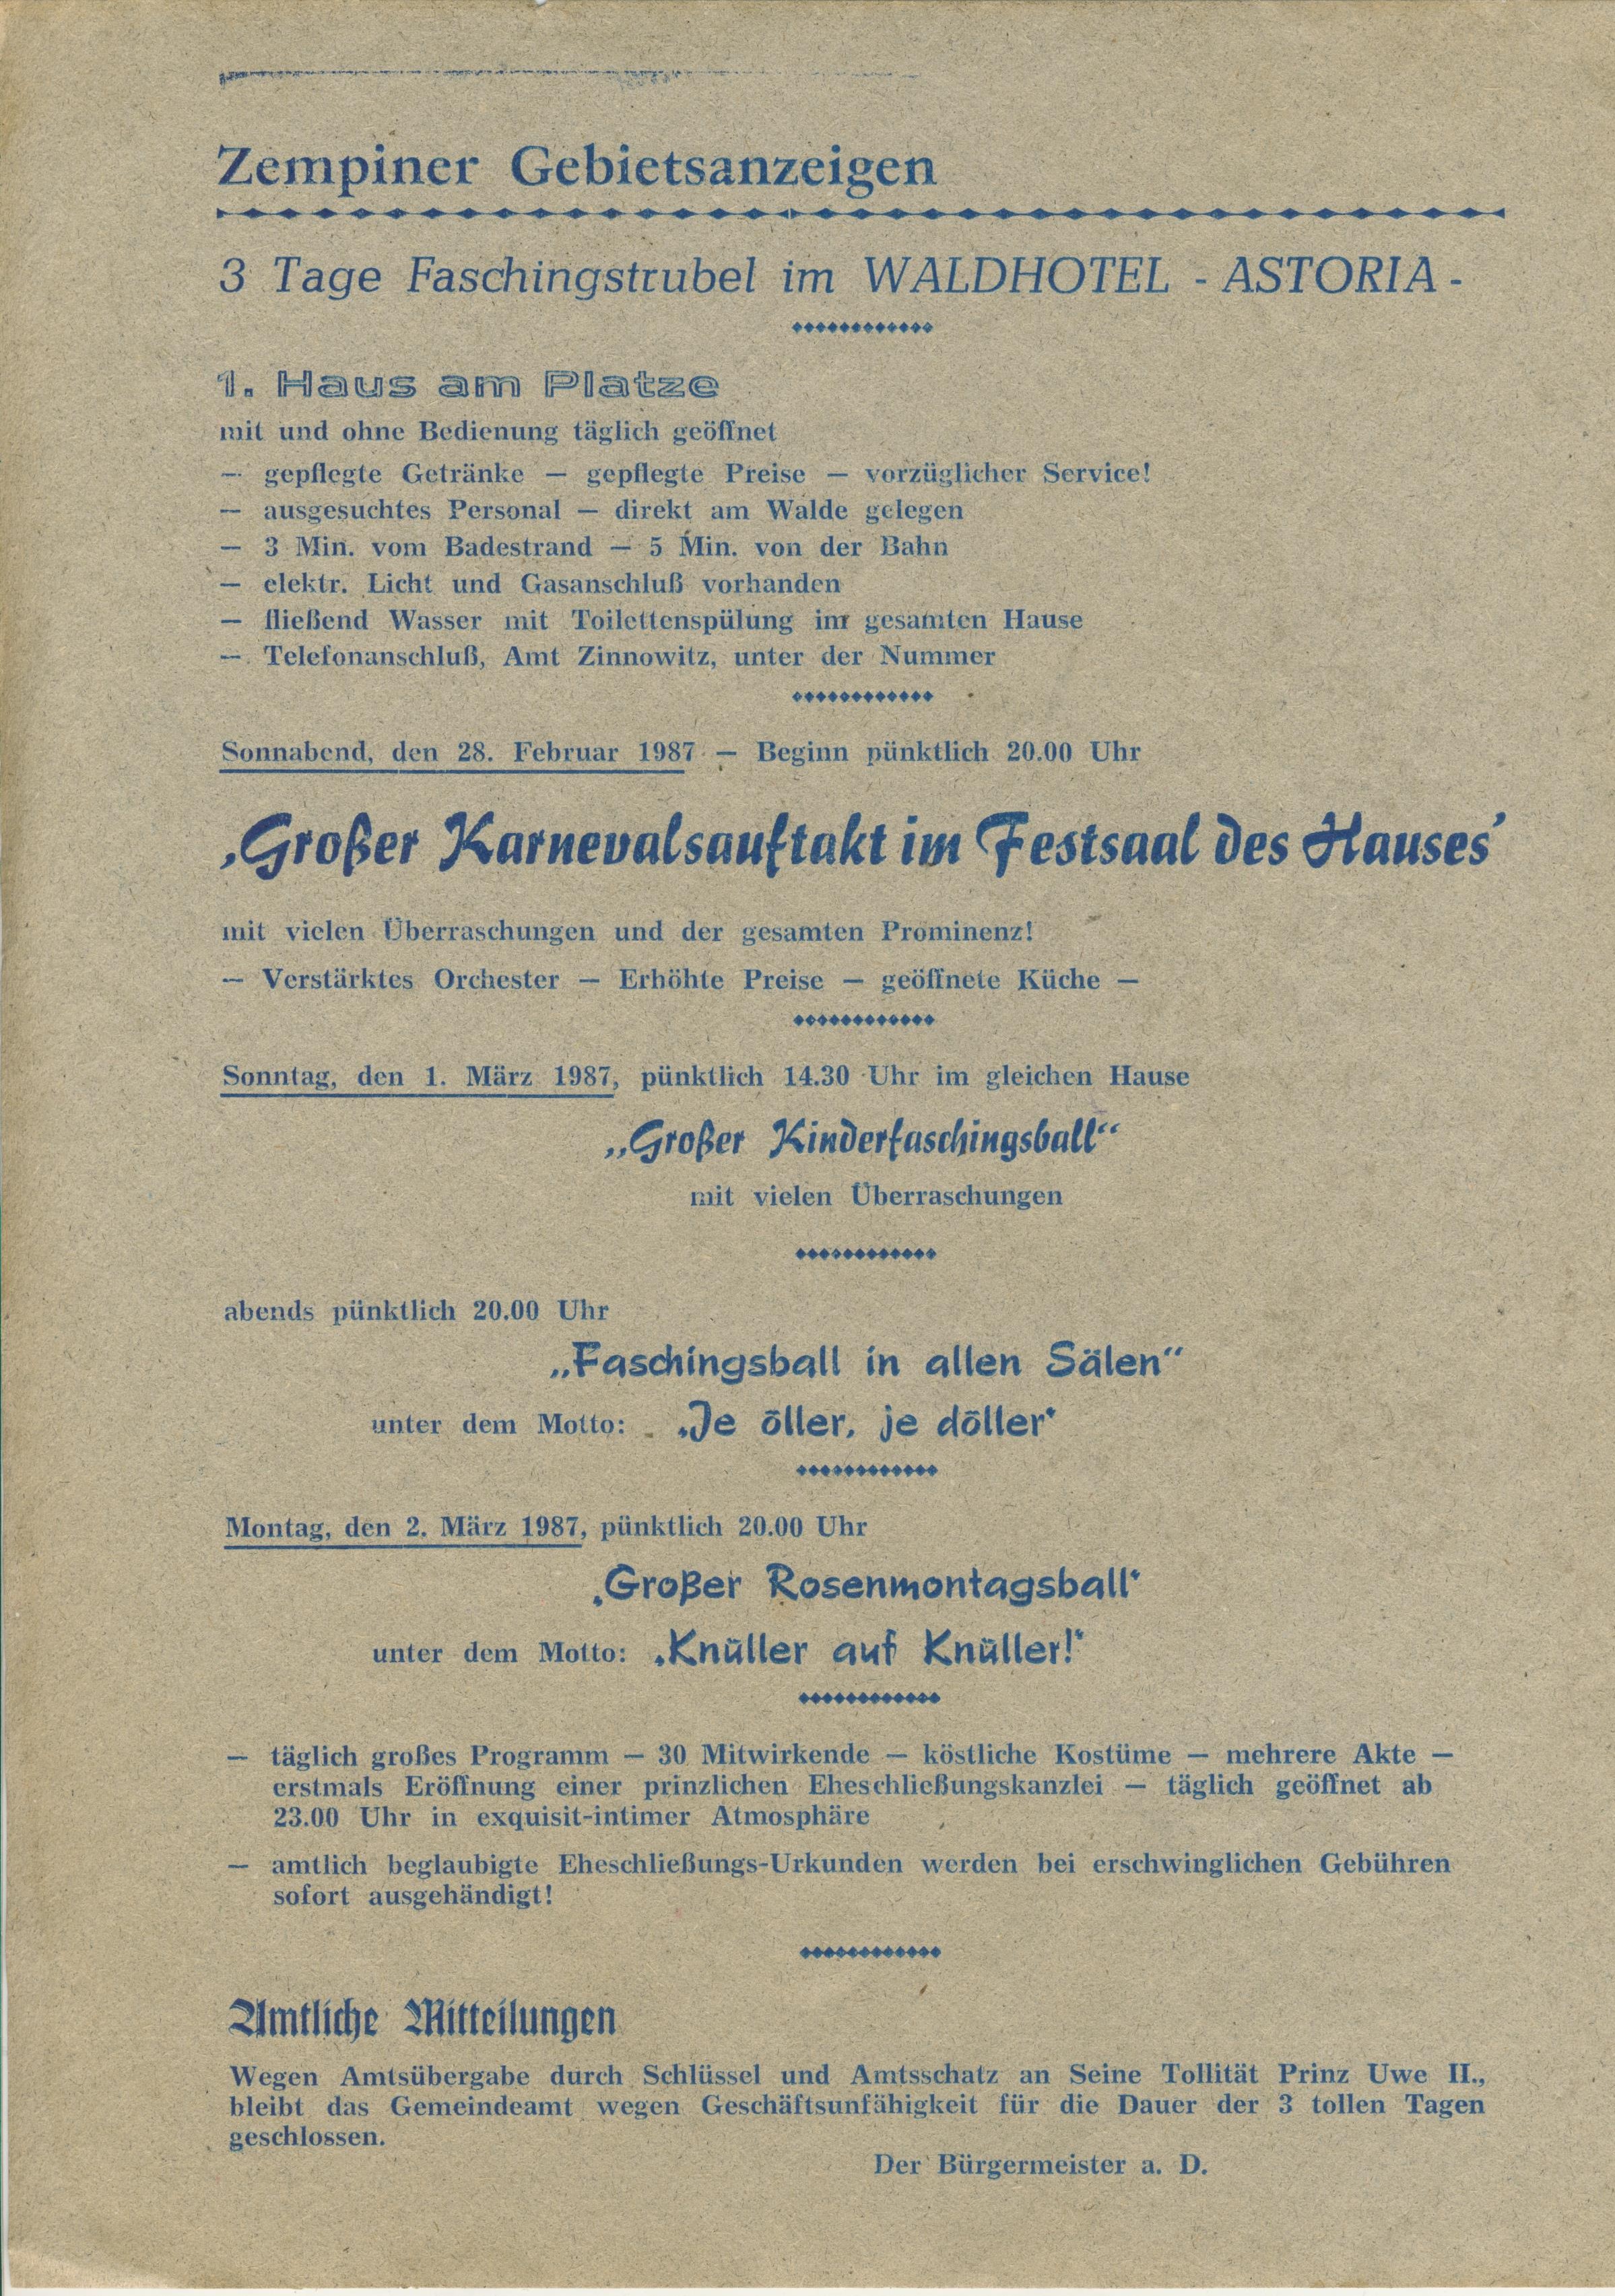 Zempiner Gebietsanzeigen
3 Tage Faschingstrubel im WALDHOTEL - ASTORIA -
1. Haus am Platze
mit und ohne Bedienung täglich geöffnet
— gepflegte Getränke — gepflegte Preise — vorzüglicher Service!
— ausgesuchtes Personal — direkt am Walde gelegen
— 3 Min. vom Badestrand — 5 Min. von der Bahn
— elektr. Licht und Gasanschluß vorhanden
— fließend Wasser mit Toilettenspülung im gesamten Hause
— Telefonanschluß, Amt Zinnowitz, unter der Nummer
Sonnabend, den 28. Februar 1987 — Beginn pünktlich 20.00 Uhr
‚Großer Karnevalsauftakt im Festsaal des Hauses’
mit vielen Überraschungen und der gesamten Prominenz!
— Verstärktes Orchester — Erhöhte Preise — geöffnete Küche —
Sonntag, den 1. März 1987, pünktlich 14.30 Uhr im gleichen Hause
„Großer Kinderfaschingsball“
mit vielen Überraschungen
abends pünktlich 20.00 Uhr
„Faschingsball in allen Sälen“
unter dem Motto: ‚Je öller, je döller‘
Montag, den 2. März 1987, pünktlich 20.00 Uhr
‚Großer Rosenmontagsball‘
unter dem Motto: ‚Knüller auf Knüller!‘
— täglich großes Programm — 30 Mitwirkende — köstliche Kostüme — mehrere Akte —
erstmals Eröffnung einer prinzlichen Eheschließungskanzlei — täglich geöffnet ab
23.00 Uhr in exquisit-intimer Atmosphäre
— amtlich beglaubigte Eheschließungs-Urkunden werden bei erschwinglichen Gebühren
sofort ausgehändigt!
Amtliche Mitteilungen
Wegen Amtsübergabe durch Schlüssel und Amtsschatz an Seine Tollität Prinz Uwe II.,
bleibt das Gemeindeamt wegen Geschäftsunfähigkeit für die Dauer der 3 tollen Tagen
geschlossen.
Der Bürgermeister a. D.